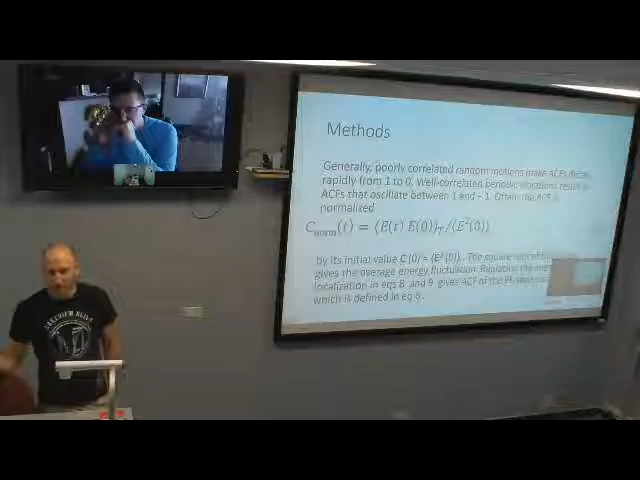 Methods
Generally, poorly correlated random motions make ACFs decay
rapidly from 1 to 0. Well-correlated periodic vibrations result in
ACFs that oscillate between 1 and – 1. Often, the ACF is
normalized
C_norm(t) = ⟨E(t) E(0)⟩_T /⟨E²(0)⟩
by its initial value C(0) = ⟨E²(0)⟩. The square root of
gives the average energy fluctuation. Replacing the
localization in eqs 8 and 9 gives ACF of the
which is defined in eq 6.
LAKEVIEW